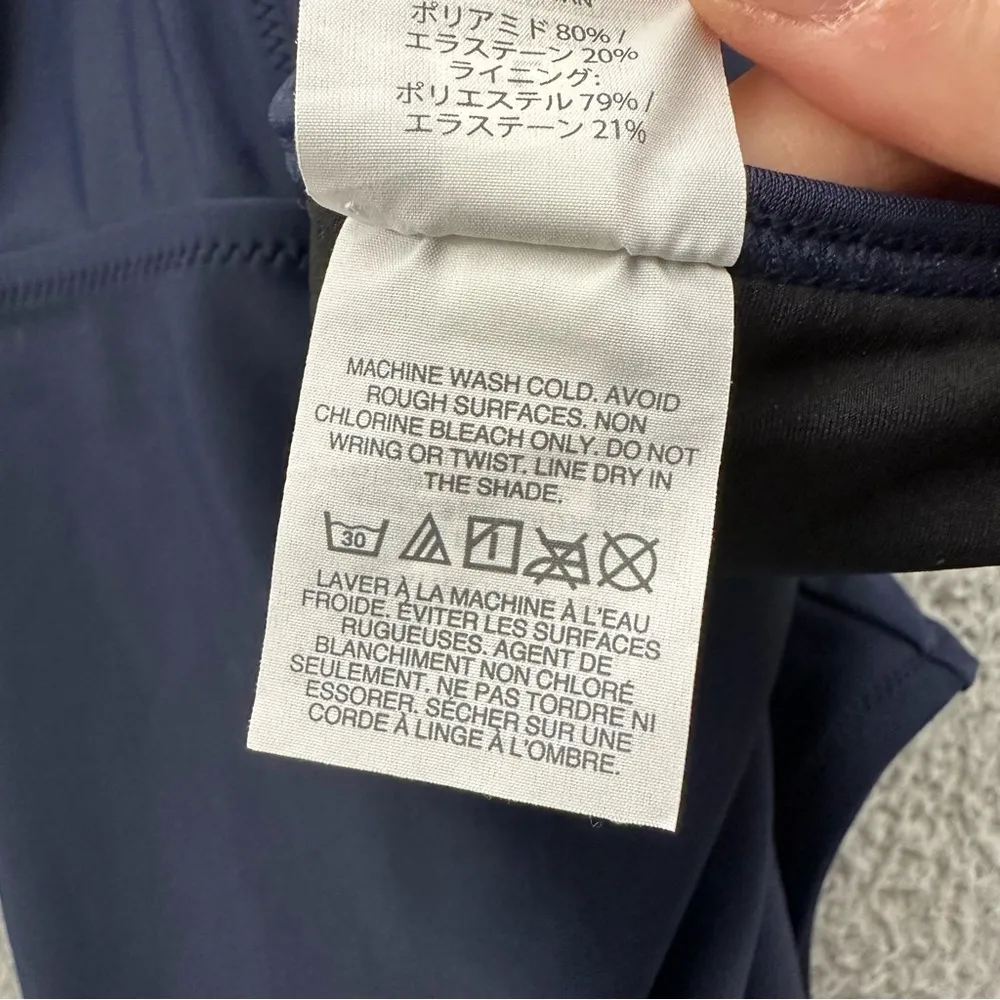 ポリアミド 80% /
エラステーン 20%
ライニング:
ポリエステル 79% /
エラステーン 21%
MACHINE WASH COLD. AVOID
ROUGH SURFACES. NON
CHLORINE BLEACH ONLY. DO NOT
WRING OR TWIST. LINE DRY IN
THE SHADE.
30
LAVER À LA MACHINE À L'EAU
FROIDE. ÉVITER LES SURFACES
RUGUEUSES. AGENT DE
BLANCHIMENT NON CHLORÉ
SEULEMENT. NE PAS TORDRE NI
ESSORER. SÉCHER SUR UNE
CORDE À LINGE À L'OMBRE.